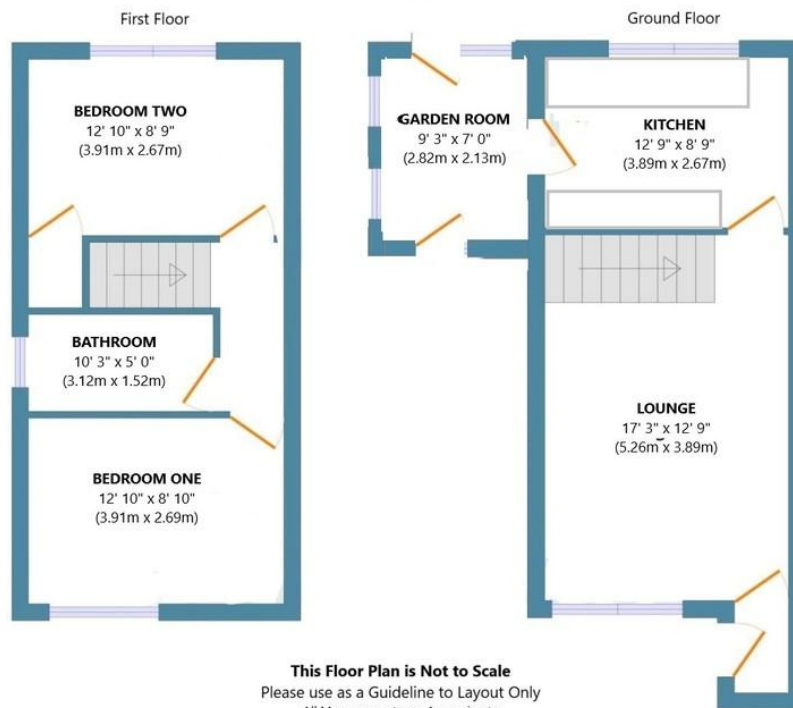 First Floor
Ground Floor
BEDROOM TWO
12' 10" x 8' 9"
(3.91m x 2.67m)
GARDEN ROOM
9' 3" x 7' 0"
(2.82m x 2.13m)
KITCHEN
12' 9" x 8' 9"
(3.89m x 2.67m)
BATHROOM
10' 3" x 5' 0"
(3.12m x 1.52m)
LOUNGE
17' 3" x 12' 9"
(5.26m x 3.89m)
BEDROOM ONE
12' 10" x 8' 10"
(3.91m x 2.69m)
This Floor Plan is Not to Scale
Please use as a Guideline to Layout Only